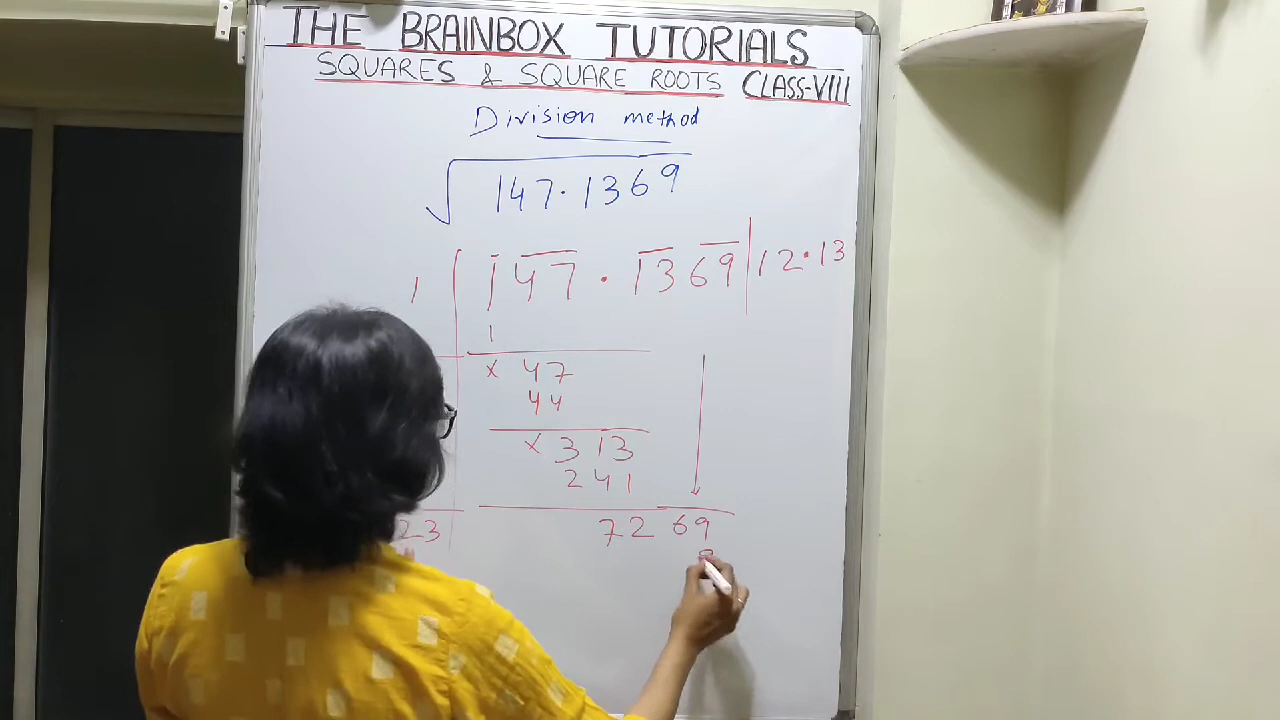 THE BRAINBOX TUTORIALS
SQUARES & SQUARE ROOTS CLASS-VIII
Division method
√147.1369
1 147.1369 12.13
1
x 47
44
x 313
241
23 7269